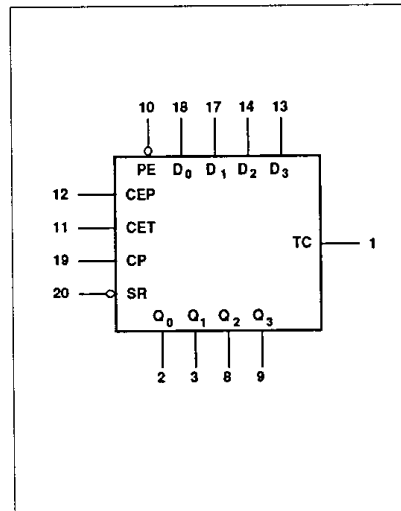 10 18 17 14 13
PE D0 D1 D2 D3
12 CEP
11 CET
TC 1
19 CP
20 SR
Q0 Q1 Q2 Q3
2 3 8 9